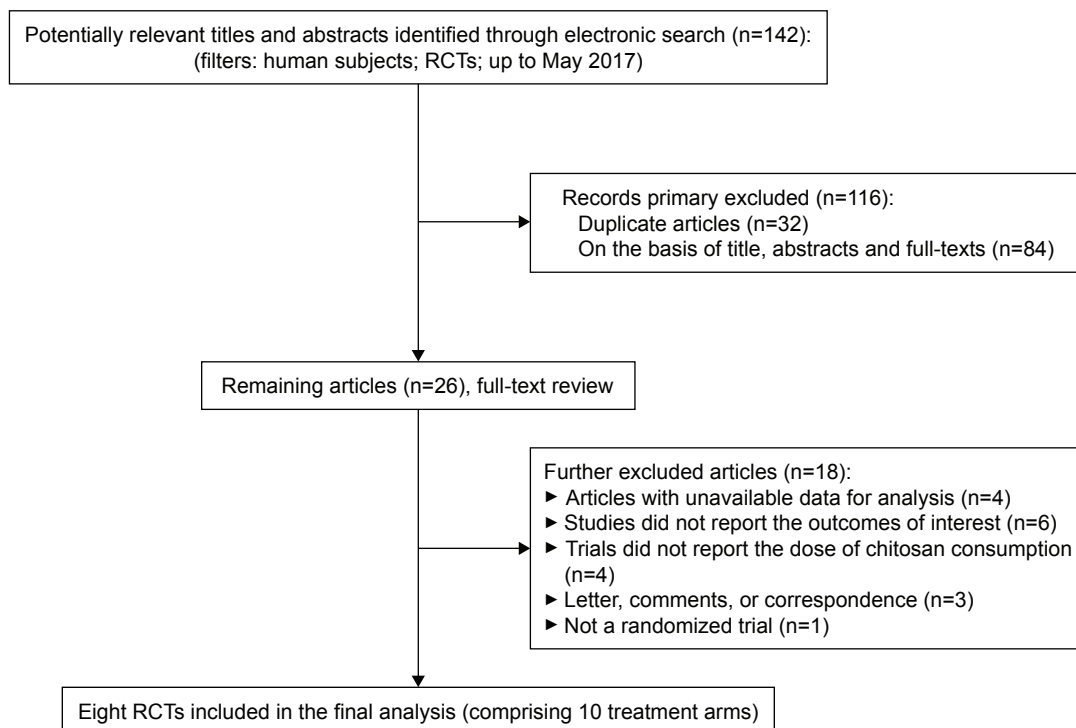 Potentially relevant titles and abstracts identified through electronic search (n=142):
(filters: human subjects; RCTs; up to May 2017)
Records primary excluded (n=116):
Duplicate articles (n=32)
On the basis of title, abstracts and full-texts (n=84)
Remaining articles (n=26), full-text review
Further excluded articles (n=18):
► Articles with unavailable data for analysis (n=4)
► Studies did not report the outcomes of interest (n=6)
► Trials did not report the dose of chitosan consumption
(n=4)
► Letter, comments, or correspondence (n=3)
► Not a randomized trial (n=1)
Eight RCTs included in the final analysis (comprising 10 treatment arms)